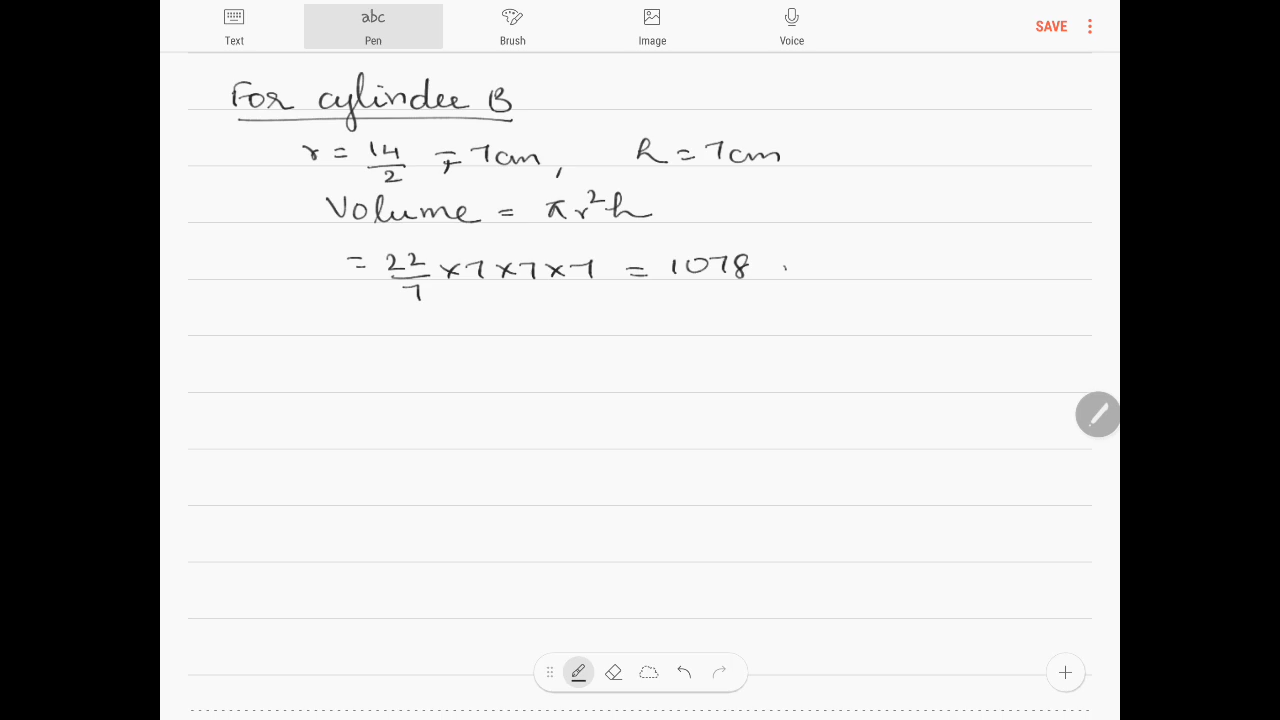 Text Pen Brush Image Voice SAVE
abc
For cylinder B
r = 14/2 = 7cm, h = 7cm
Volume = πr²h
= 22/7 × 7 × 7 × 7 = 1078